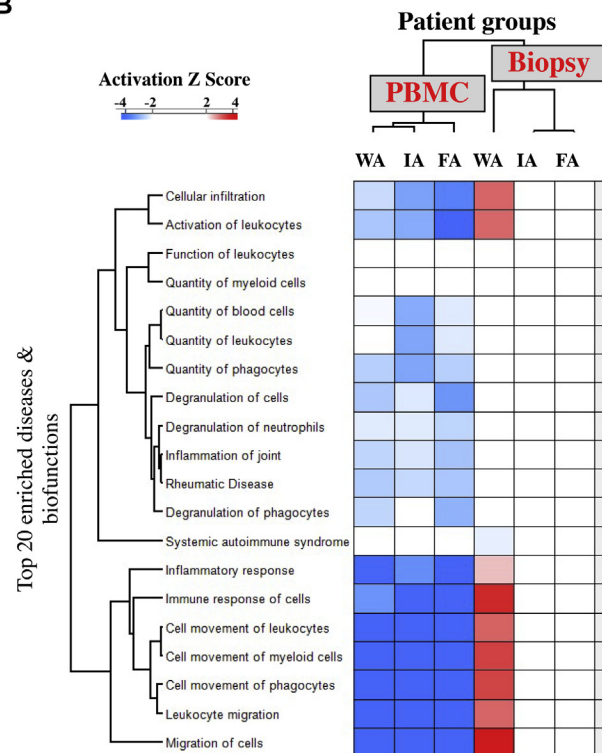 B
Patient groups
Activation Z Score
-4 -2 2 4
PBMC
Biopsy
WA IA FA WA IA FA
Top 20 enriched diseases &
biofunctions
Cellular infiltration
Activation of leukocytes
Function of leukocytes
Quantity of myeloid cells
Quantity of blood cells
Quantity of leukocytes
Quantity of phagocytes
Degranulation of cells
Degranulation of neutrophils
Inflammation of joint
Rheumatic Disease
Degranulation of phagocytes
Systemic autoimmune syndrome
Inflammatory response
Immune response of cells
Cell movement of leukocytes
Cell movement of myeloid cells
Cell movement of phagocytes
Leukocyte migration
Migration of cells